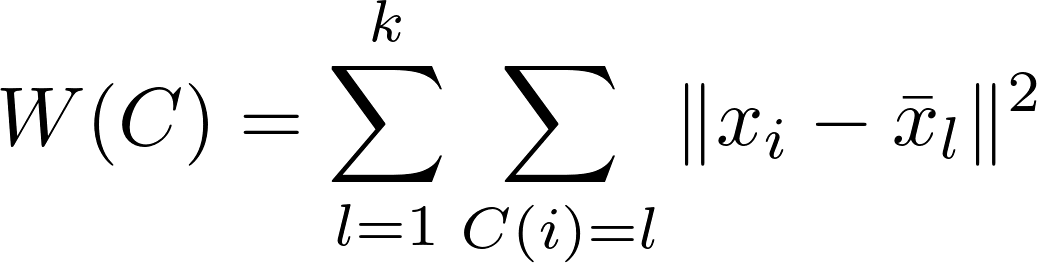 W(C) = \sum_{l=1}^{k} \sum_{C(i)=l} \|x_i - \bar{x}_l\|^2